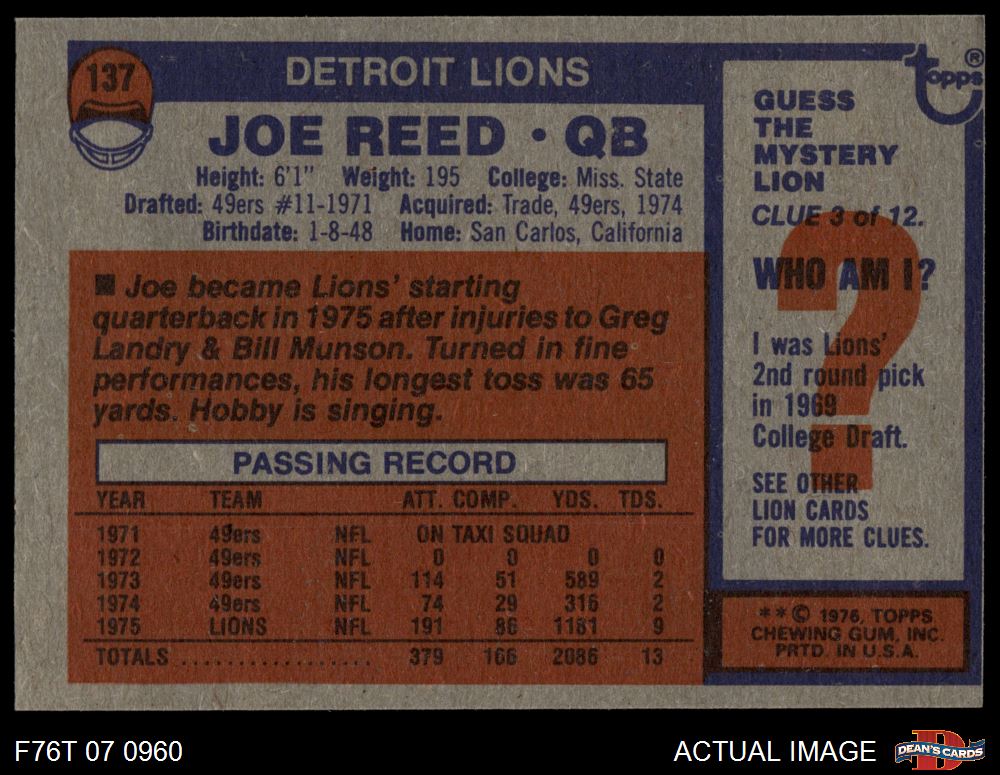 137
DETROIT LIONS
JOE REED • QB
Height: 6'1" Weight: 195 College: Miss. State
Drafted: 49ers #11-1971 Acquired: Trade, 49ers, 1974
Birthdate: 1-8-48 Home: San Carlos, California
■ Joe became Lions' starting
quarterback in 1975 after injuries to Greg
Landry & Bill Munson. Turned in fine
performances, his longest toss was 65
yards. Hobby is singing.
PASSING RECORD
YEAR TEAM ATT. COMP. YDS. TDS.
1971 49ers NFL ON TAXI SQUAD
1972 49ers NFL 0 0 0 0
1973 49ers NFL 114 51 589 2
1974 49ers NFL 74 29 316 2
1975 LIONS NFL 191 86 1181 9
TOTALS .................... 379 166 2086 13
topps®
GUESS
THE
MYSTERY
LION
CLUE 3 of 12.
?
WHO AM I?
I was Lions'
2nd round pick
in 1969
College Draft.
SEE OTHER
LION CARDS
FOR MORE CLUES.
**© 1976, TOPPS
CHEWING GUM, INC.
PRTD. IN U.S.A.
F76T 07 0960
ACTUAL IMAGE
DEAN'S CARDS